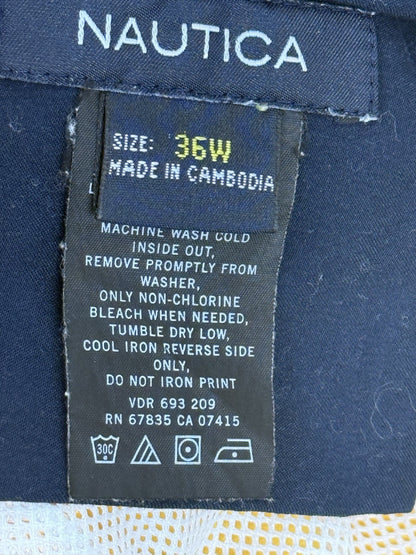 NAUTICA
SIZE: 36W
MADE IN CAMBODIA
MACHINE WASH COLD
INSIDE OUT,
REMOVE PROMPTLY FROM
WASHER,
ONLY NON-CHLORINE
BLEACH WHEN NEEDED,
TUMBLE DRY LOW,
COOL IRON REVERSE SIDE
ONLY,
DO NOT IRON PRINT
VDR 693 209
RN 67835 CA 07415
30C